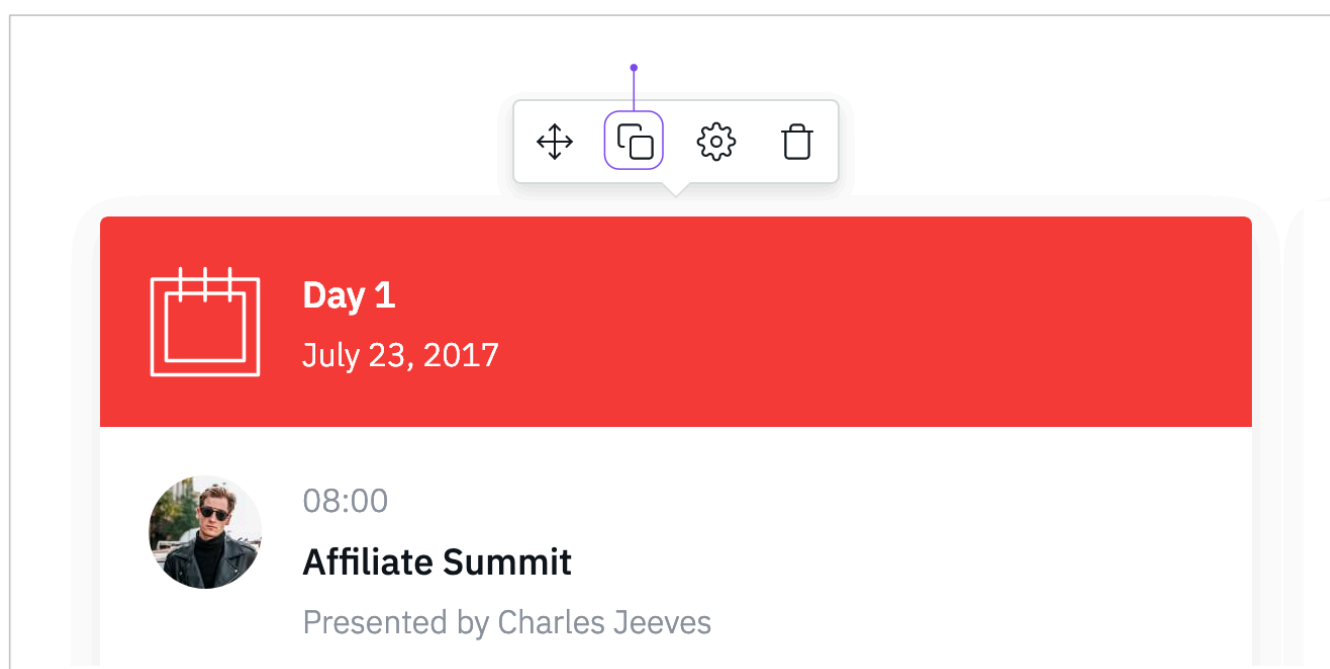 Day 1
July 23, 2017
08:00
Affiliate Summit
Presented by Charles Jeeves